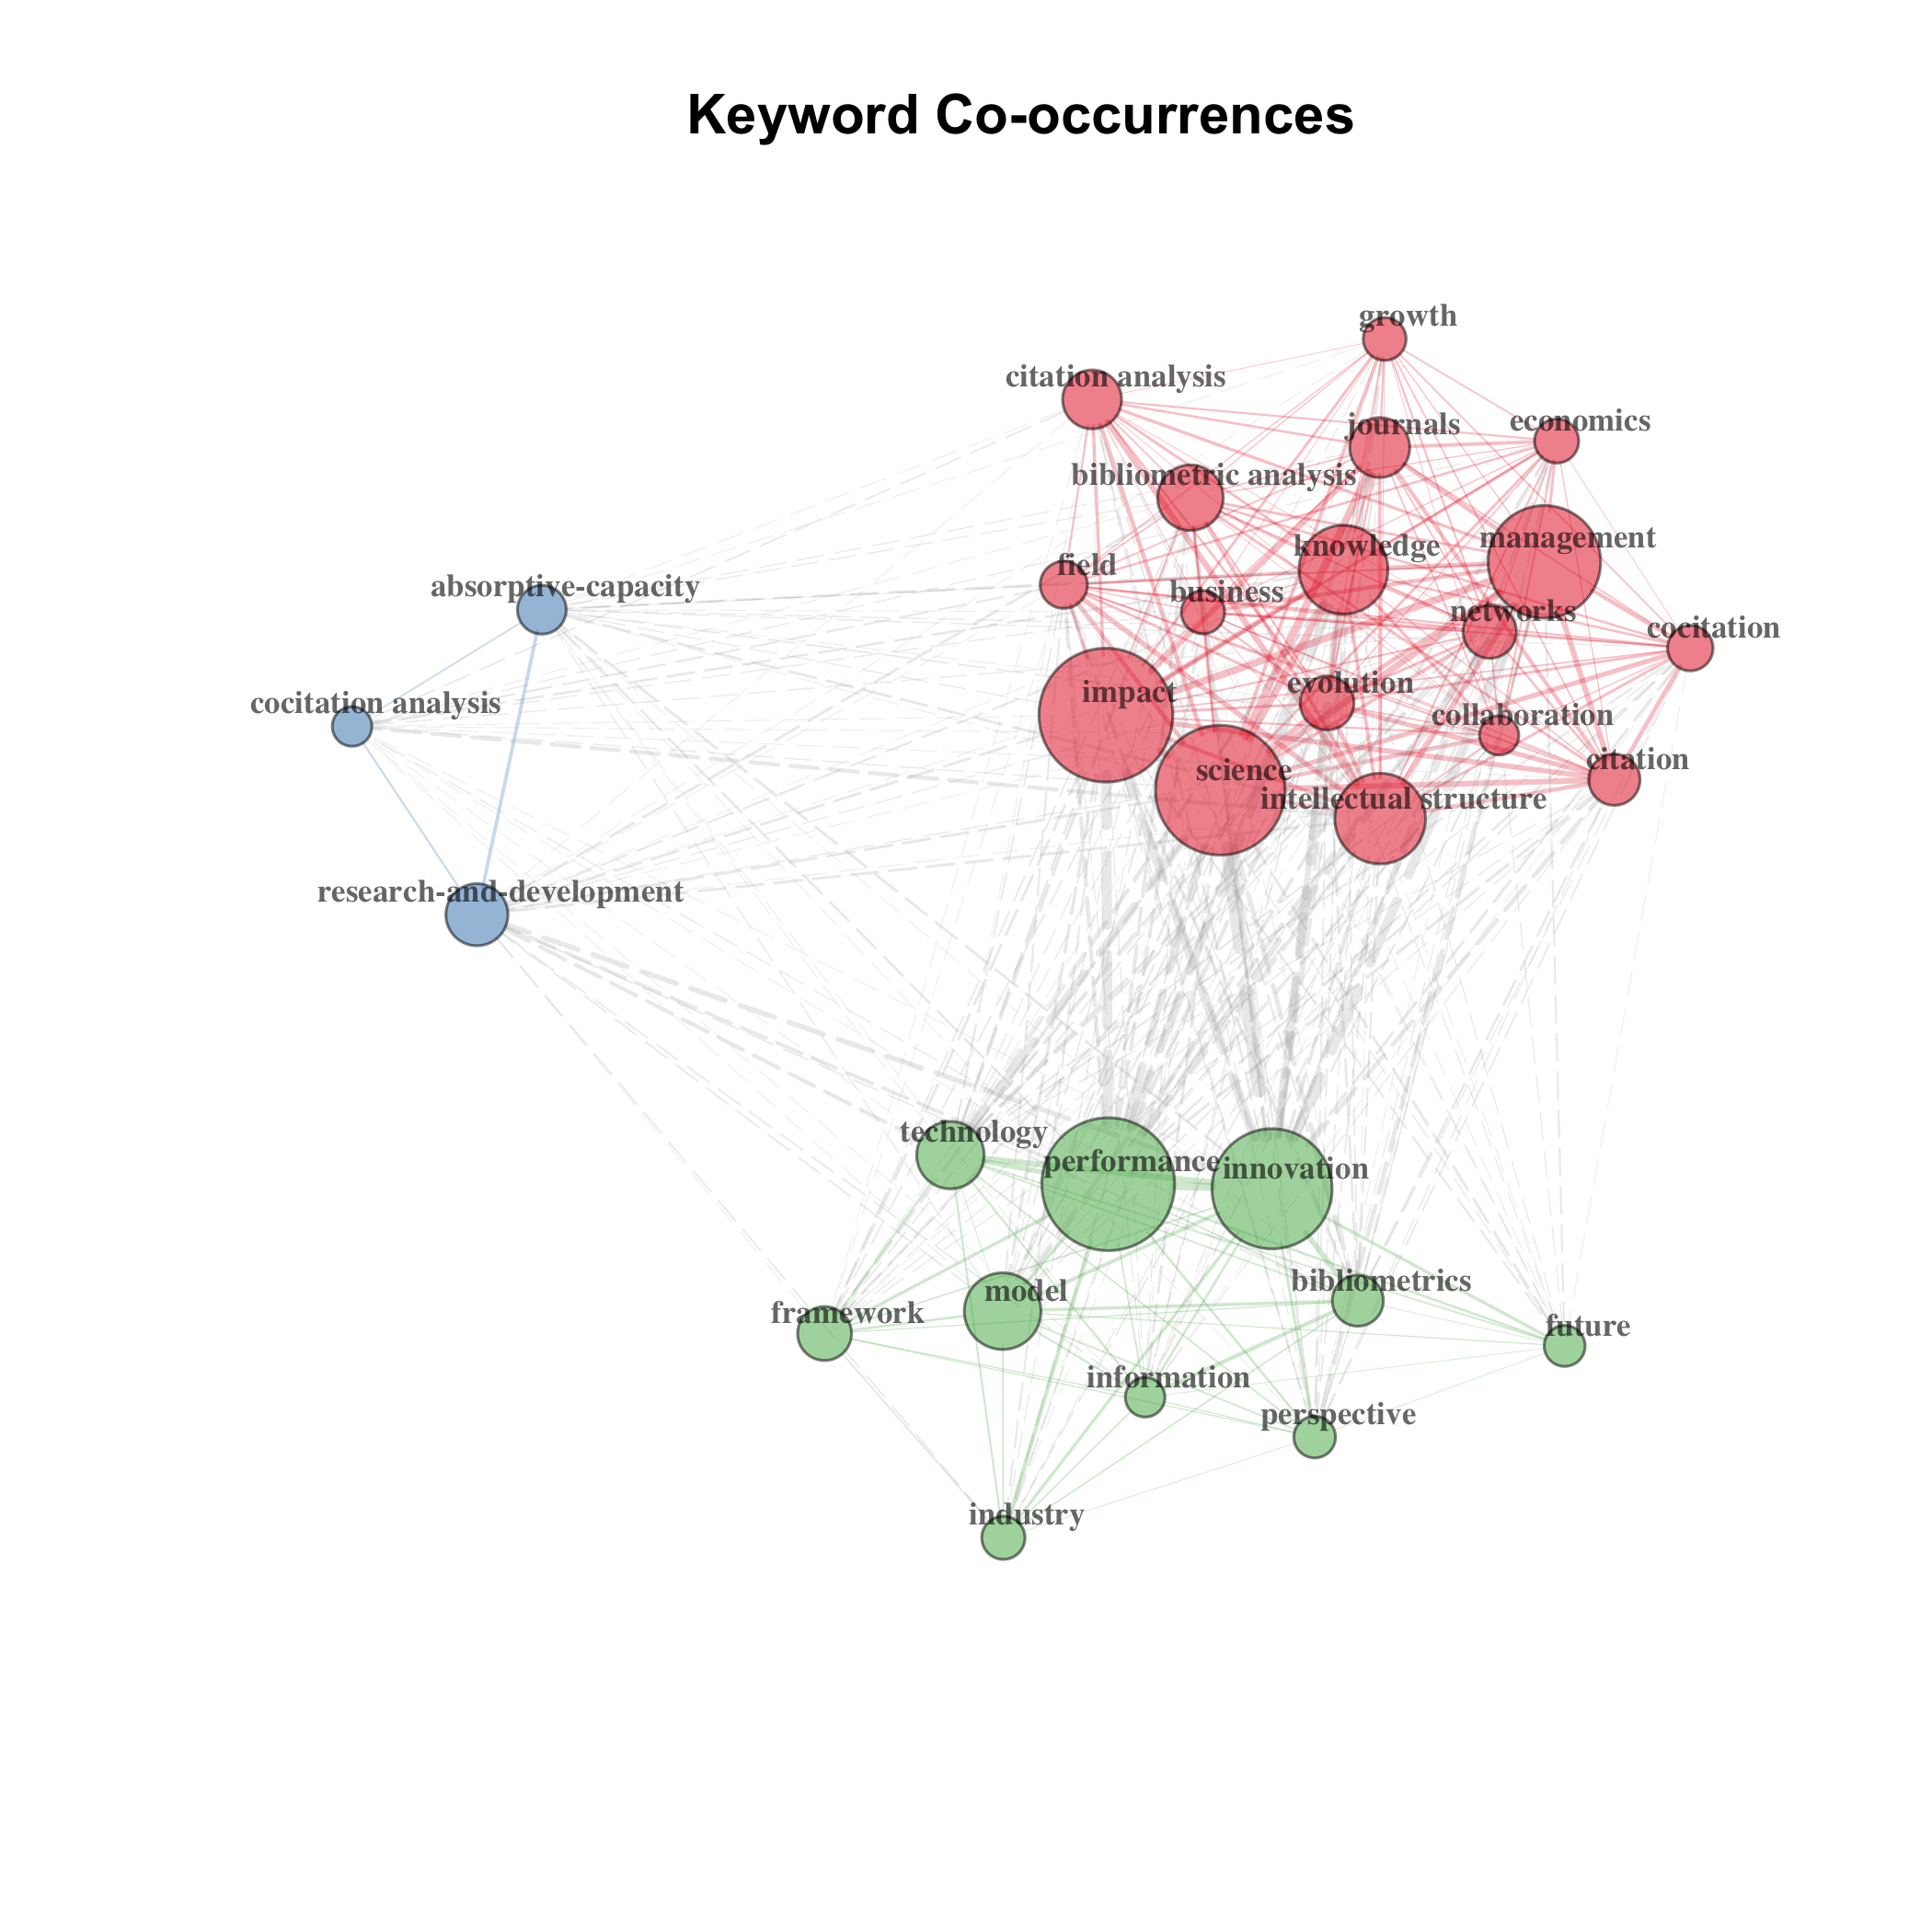 Keyword Co-occurrences
growth
citation analysis
journals
economics
bibliometric analysis
management
knowledge
field
absorptive-capacity
business
networks
cocitation
evolution
impact
cocitation analysis
collaboration
citation
science
intellectual structure
research-and-development
technology
performance
innovation
bibliometrics
model
framework
future
information
perspective
industry